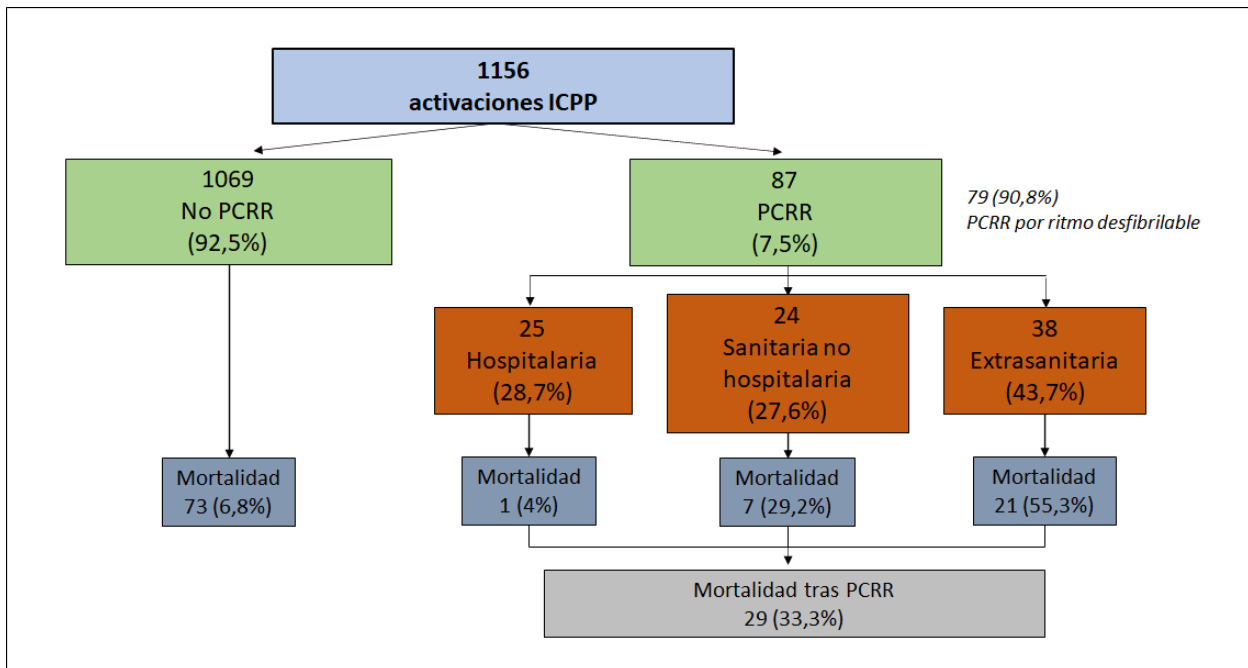 1156
activaciones ICPP
1069
No PCRR
(92,5%)
87
PCRR
(7,5%)
79 (90,8%)
PCRR por ritmo desfibrilable
25
Hospitalaria
(28,7%)
24
Sanitaria no
hospitalaria
(27,6%)
38
Extrasanitaria
(43,7%)
Mortalidad
73 (6,8%)
Mortalidad
1 (4%)
Mortalidad
7 (29,2%)
Mortalidad
21 (55,3%)
Mortalidad tras PCRR
29 (33,3%)